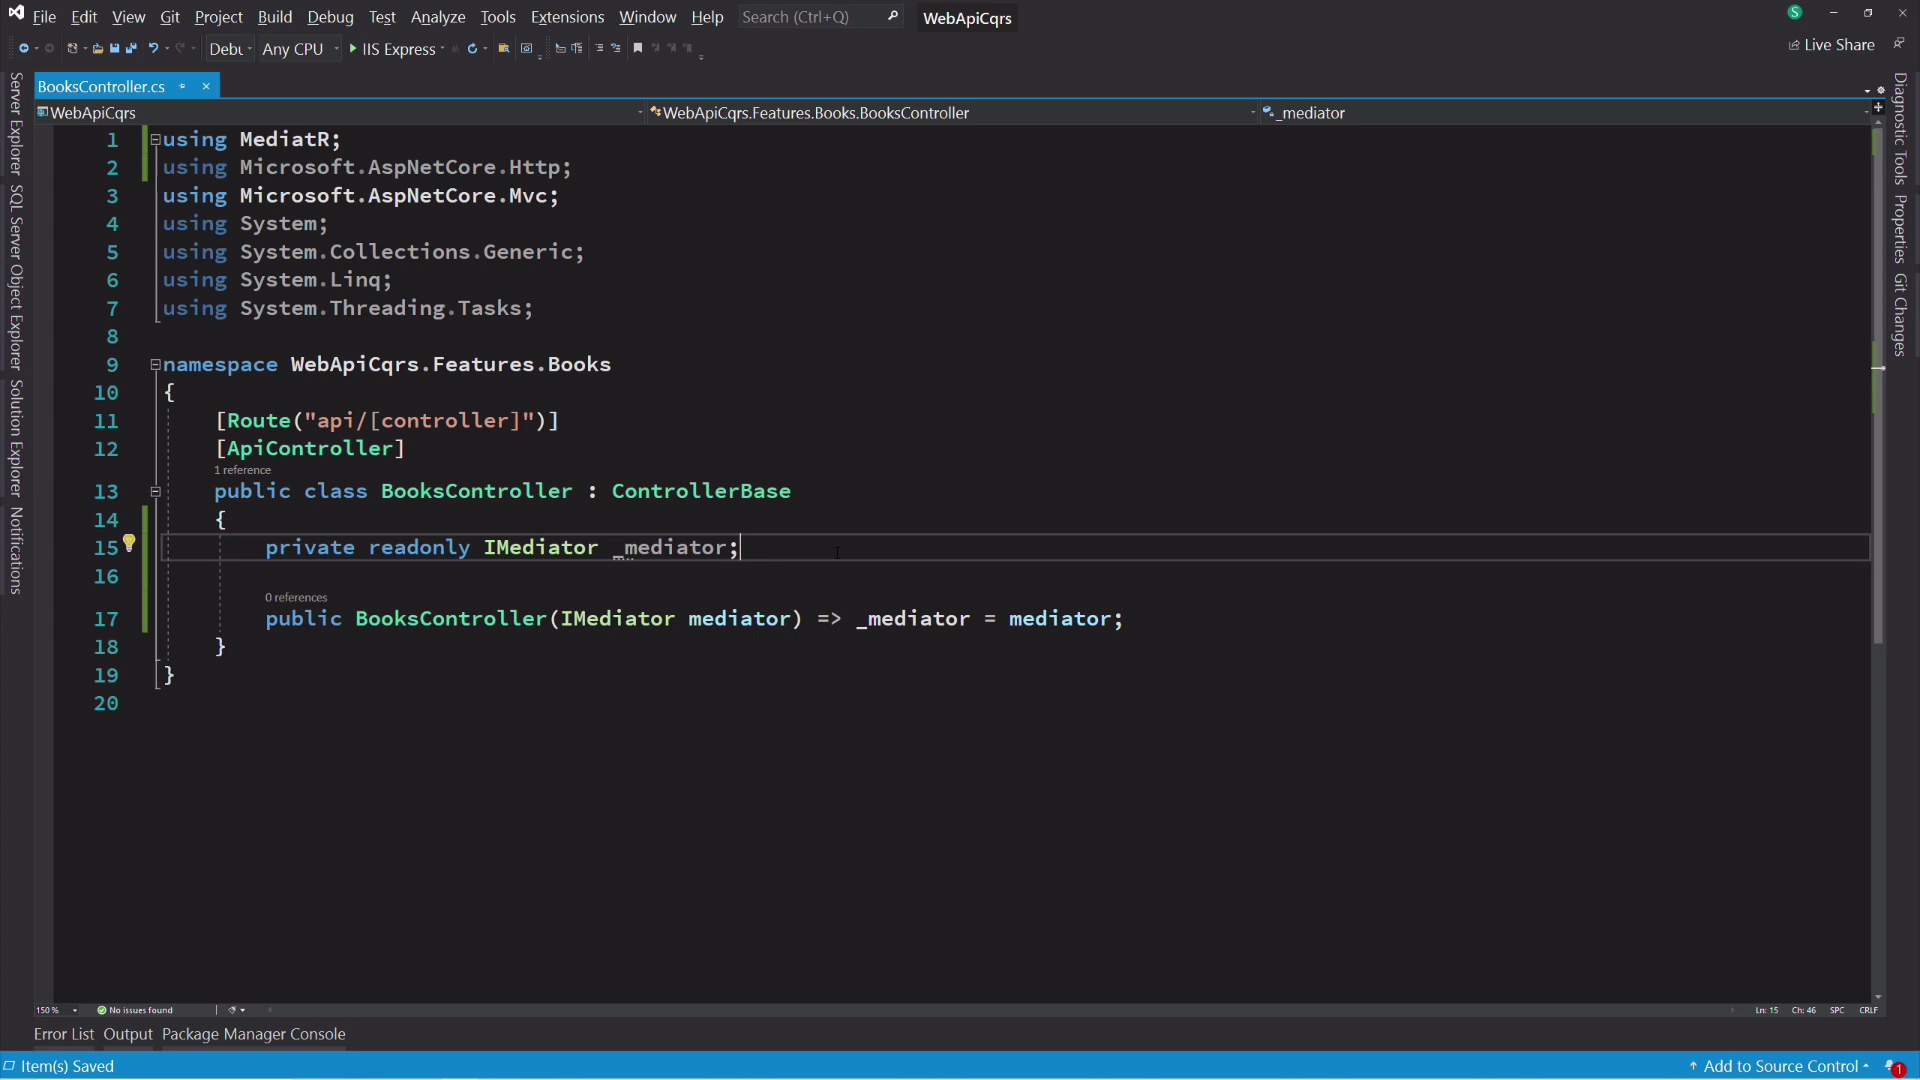 File Edit View Git Project Build Debug Test Analyze Tools Extensions Window Help Search (Ctrl+Q) WebApiCqrs S
Debu Any CPU IIS Express Live Share
BooksController.cs
WebApiCqrs WebApiCqrs.Features.Books.BooksController _mediator
Server Explorer
SQL Server Object Explorer
Solution Explorer
Notifications
1 using MediatR;
2 using Microsoft.AspNetCore.Http;
3 using Microsoft.AspNetCore.Mvc;
4 using System;
5 using System.Collections.Generic;
6 using System.Linq;
7 using System.Threading.Tasks;
8
9 namespace WebApiCqrs.Features.Books
10 {
11 [Route("api/[controller]")]
12 [ApiController]
1 reference
13 public class BooksController : ControllerBase
14 {
15 private readonly IMediator _mediator;
16
0 references
17 public BooksController(IMediator mediator) => _mediator = mediator;
18 }
19 }
20
Diagnostic Tools
Properties
Git Changes
150 % No issues found Ln: 15 Ch: 46 SPC CRLF
Error List Output Package Manager Console
Item(s) Saved Add to Source Control 1